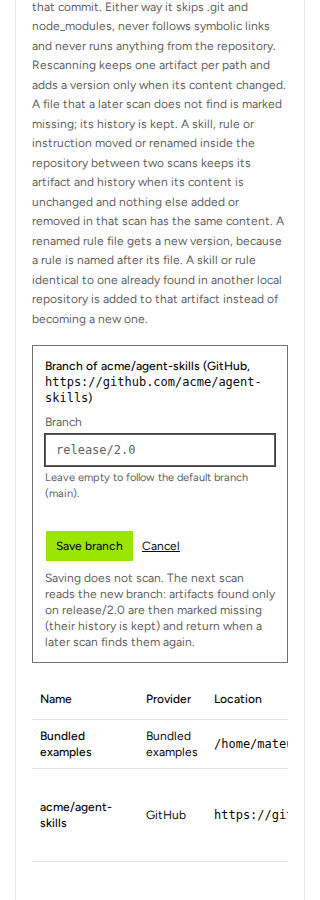 that commit. Either way it skips .git and
node_modules, never follows symbolic links
and never runs anything from the repository.
Rescanning keeps one artifact per path and
adds a version only when its content changed.
A file that a later scan does not find is marked
missing; its history is kept. A skill, rule or
instruction moved or renamed inside the
repository between two scans keeps its
artifact and history when its content is
unchanged and nothing else added or
removed in that scan has the same content. A
renamed rule file gets a new version, because
a rule is named after its file. A skill or rule
identical to one already found in another local
repository is added to that artifact instead of
becoming a new one.
Branch of acme/agent-skills (GitHub,
https://github.com/acme/agent-
skills)
Branch
release/2.0
Leave empty to follow the default branch
(main).
Save branch Cancel
Saving does not scan. The next scan
reads the new branch: artifacts found only
on release/2.0 are then marked missing
(their history is kept) and return when a
later scan finds them again.
Name Provider Location
Bundled
examples
Bundled
examples
/home/mate
acme/agent-
skills
GitHub
https://git